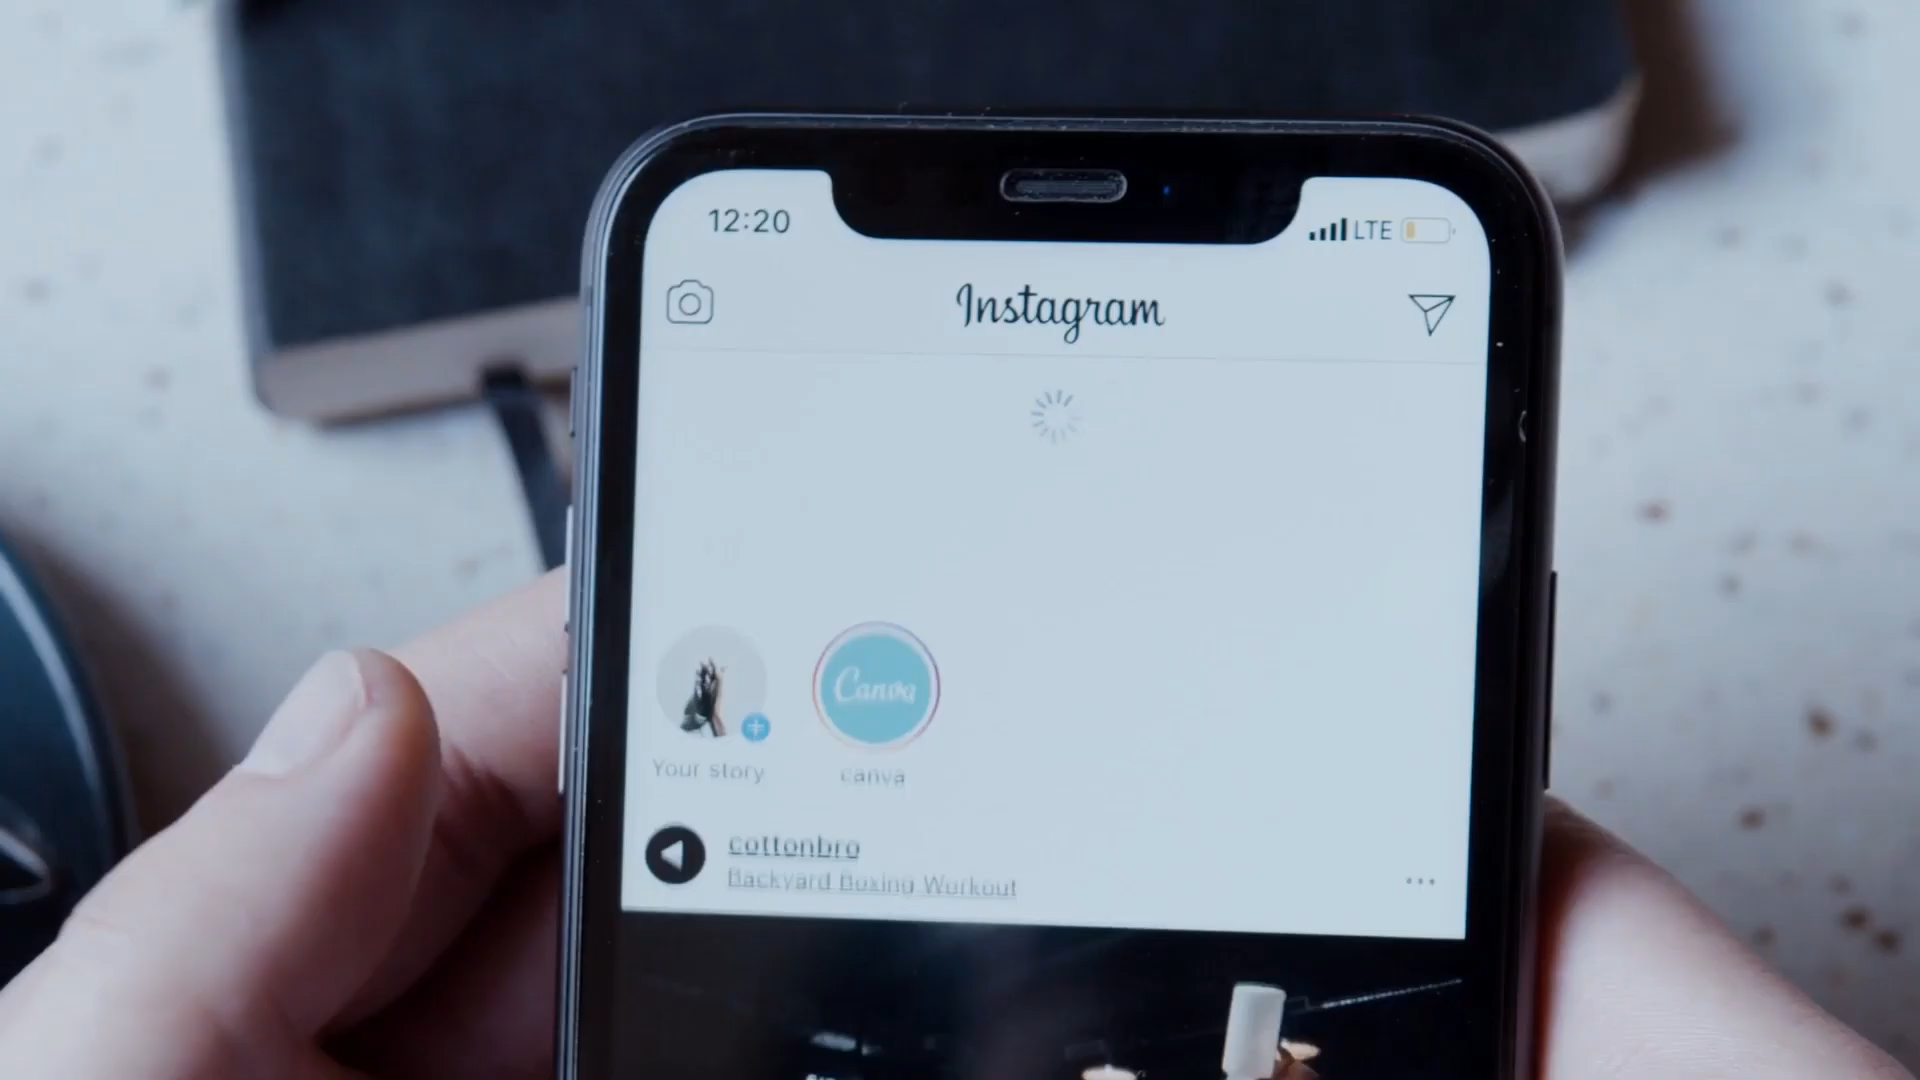 12:20
LTE
Instagram
Canva
Your story
canva
cottonbro
Backyard Boxing Workout